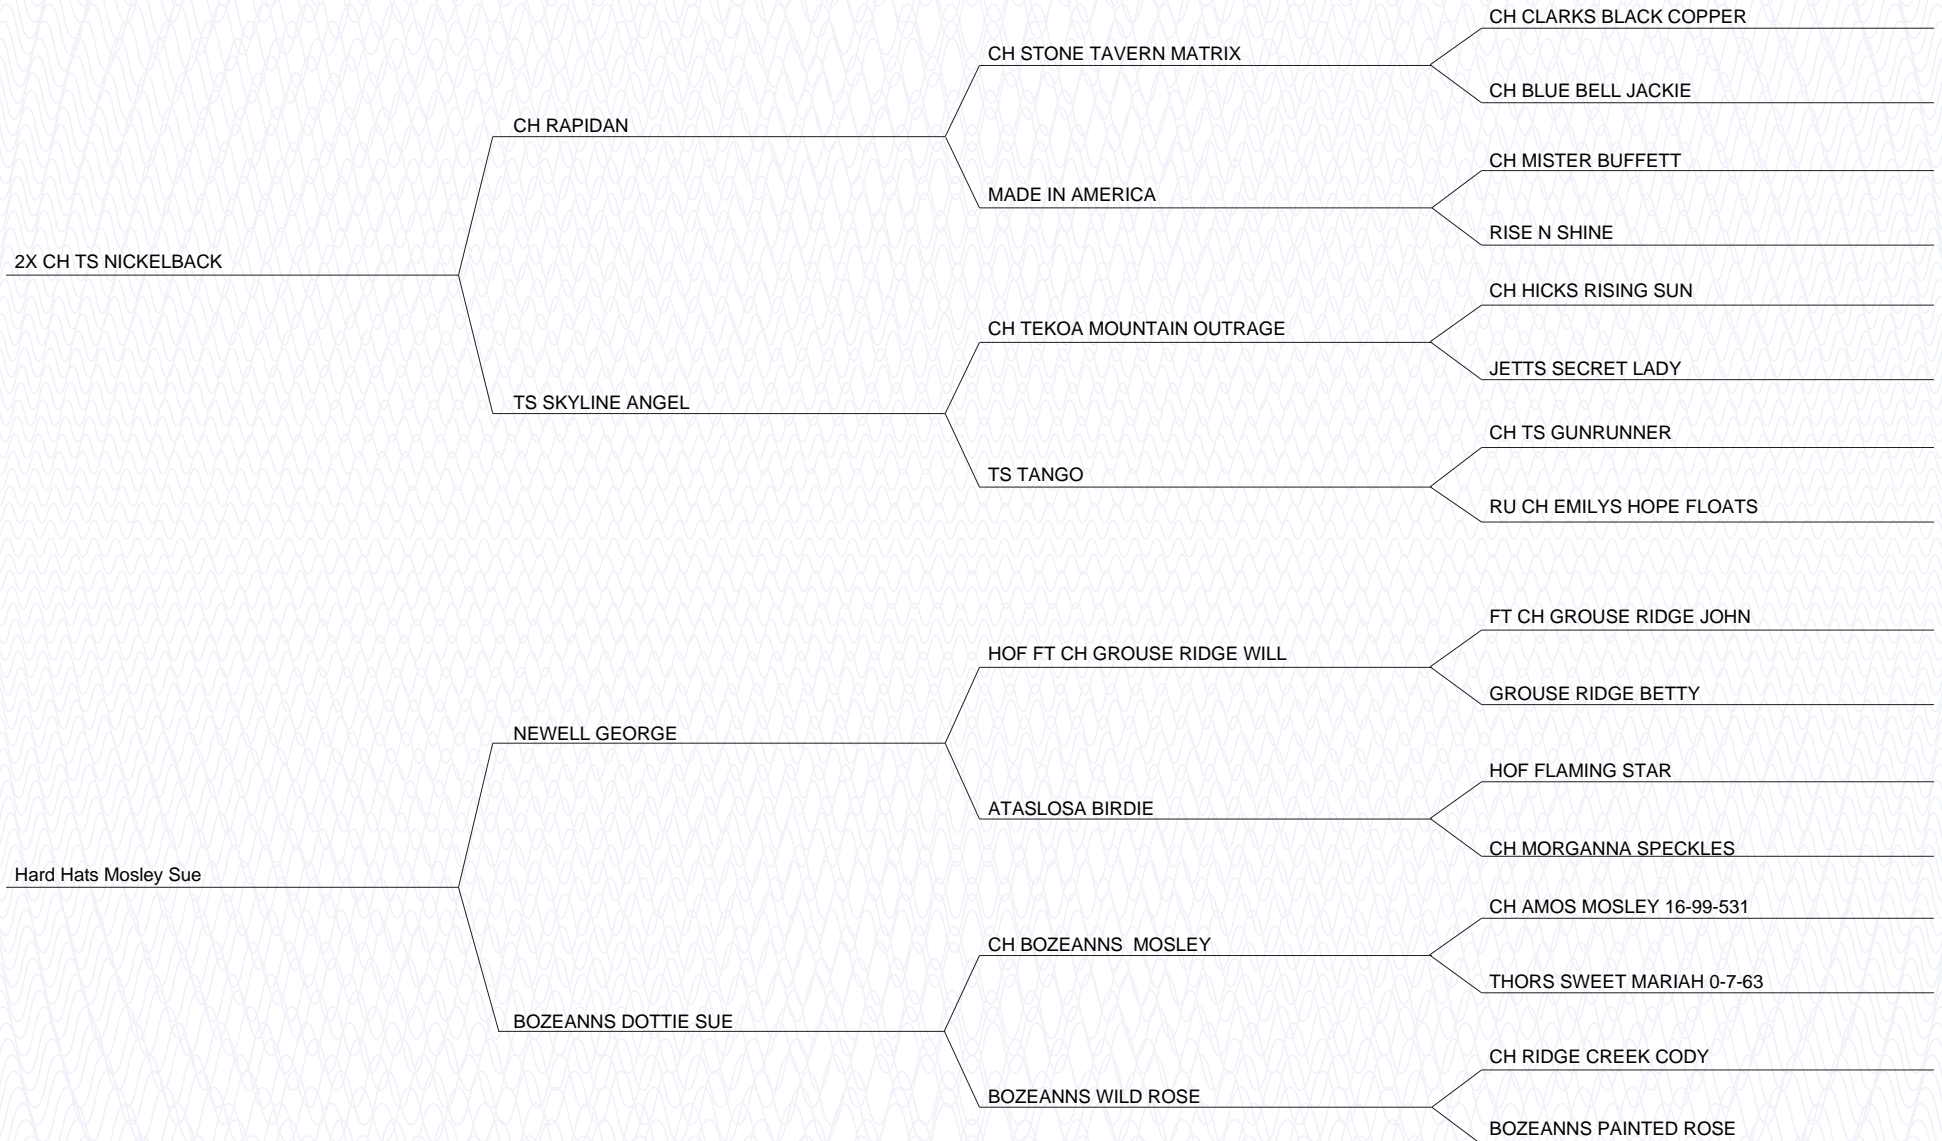 CH CLARKS BLACK COPPER
CH STONE TAVERN MATRIX
CH BLUE BELL JACKIE
CH RAPIDAN
CH MISTER BUFFETT
MADE IN AMERICA
RISE N SHINE
2X CH TS NICKELBACK
CH HICKS RISING SUN
CH TEKOA MOUNTAIN OUTRAGE
JETTS SECRET LADY
TS SKYLINE ANGEL
CH TS GUNRUNNER
TS TANGO
RU CH EMILYS HOPE FLOATS
FT CH GROUSE RIDGE JOHN
HOF FT CH GROUSE RIDGE WILL
GROUSE RIDGE BETTY
NEWELL GEORGE
HOF FLAMING STAR
ATASLOSA BIRDIE
CH MORGANNA SPECKLES
Hard Hats Mosley Sue
CH AMOS MOSLEY 16-99-531
CH BOZEANNS  MOSLEY
THORS SWEET MARIAH 0-7-63
BOZEANNS DOTTIE SUE
CH RIDGE CREEK CODY
BOZEANNS WILD ROSE
BOZEANNS PAINTED ROSE